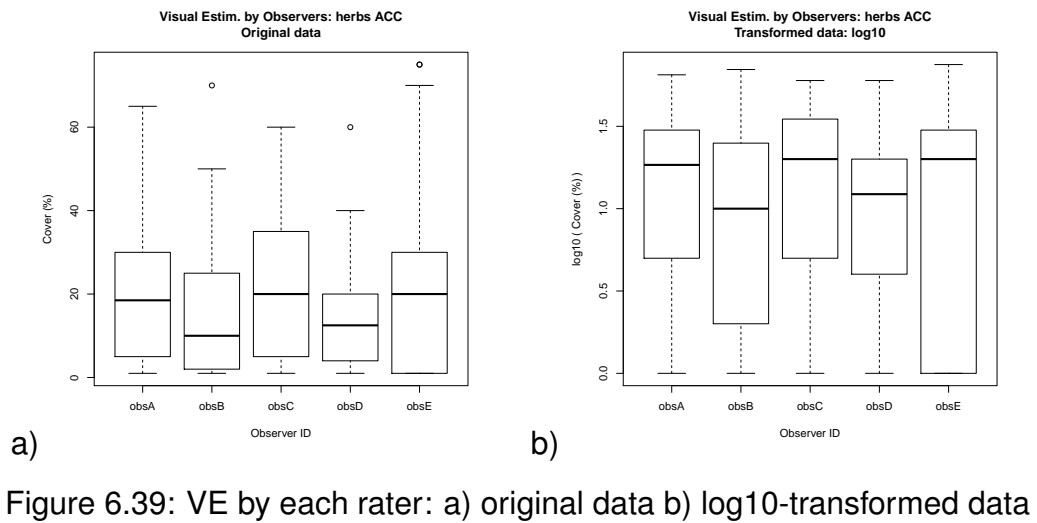 Visual Estim. by Observers: herbs ACC
Original data
Cover (%)
60
40
20
0
obsA obsB obsC obsD obsE
Observer ID
a)
Visual Estim. by Observers: herbs ACC
Transformed data: log10
log10 ( Cover (%) )
1.5
1.0
0.5
0.0
obsA obsB obsC obsD obsE
Observer ID
b)
Figure 6.39: VE by each rater: a) original data b) log10-transformed data